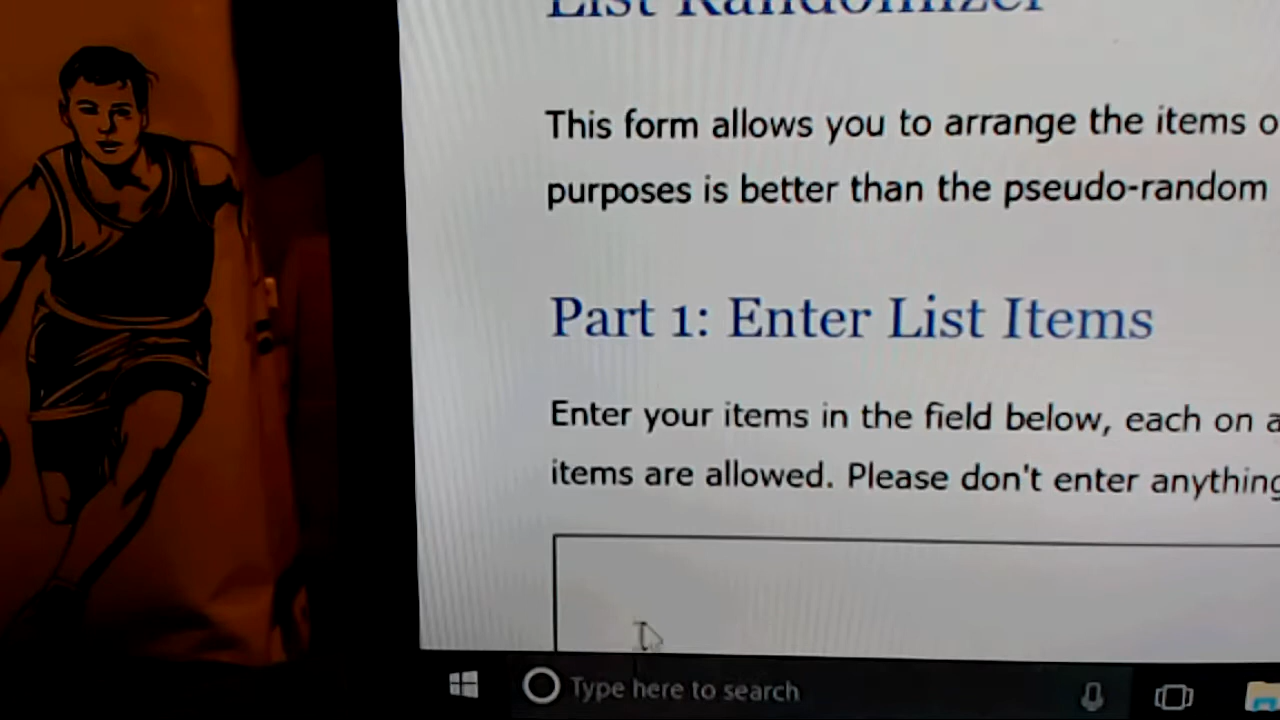 List Randomizer
This form allows you to arrange the items o
purposes is better than the pseudo-random
Part 1: Enter List Items
Enter your items in the field below, each on a
items are allowed. Please don't enter anything
Type here to search